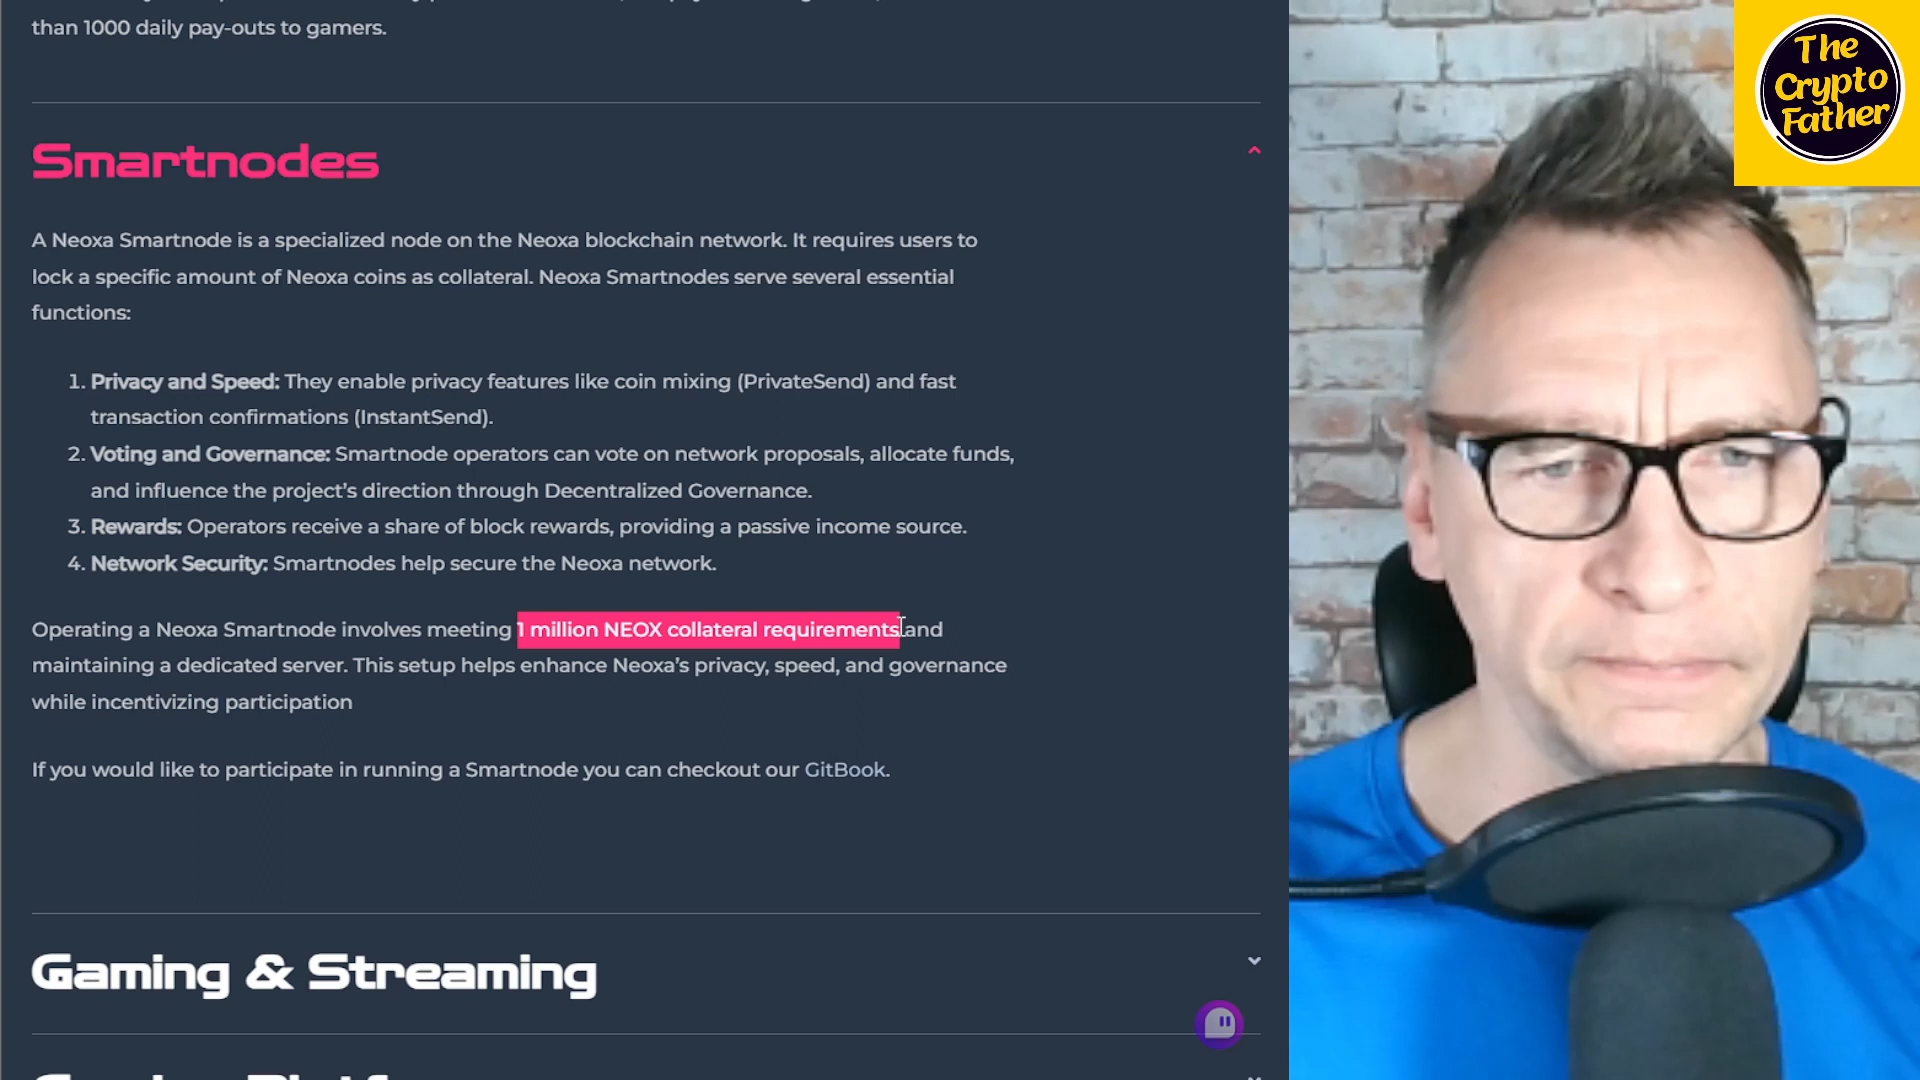 than 1000 daily pay-outs to gamers.
Smartnodes
A Neoxa Smartnode is a specialized node on the Neoxa blockchain network. It requires users to
lock a specific amount of Neoxa coins as collateral. Neoxa Smartnodes serve several essential
functions:
1. Privacy and Speed: They enable privacy features like coin mixing (PrivateSend) and fast
transaction confirmations (InstantSend).
2. Voting and Governance: Smartnode operators can vote on network proposals, allocate funds,
and influence the project's direction through Decentralized Governance.
3. Rewards: Operators receive a share of block rewards, providing a passive income source.
4. Network Security: Smartnodes help secure the Neoxa network.
Operating a Neoxa Smartnode involves meeting 1 million NEOX collateral requirements and
maintaining a dedicated server. This setup helps enhance Neoxa's privacy, speed, and governance
while incentivizing participation
If you would like to participate in running a Smartnode you can checkout our GitBook.
Gaming & Streaming
The
Crypto
Father